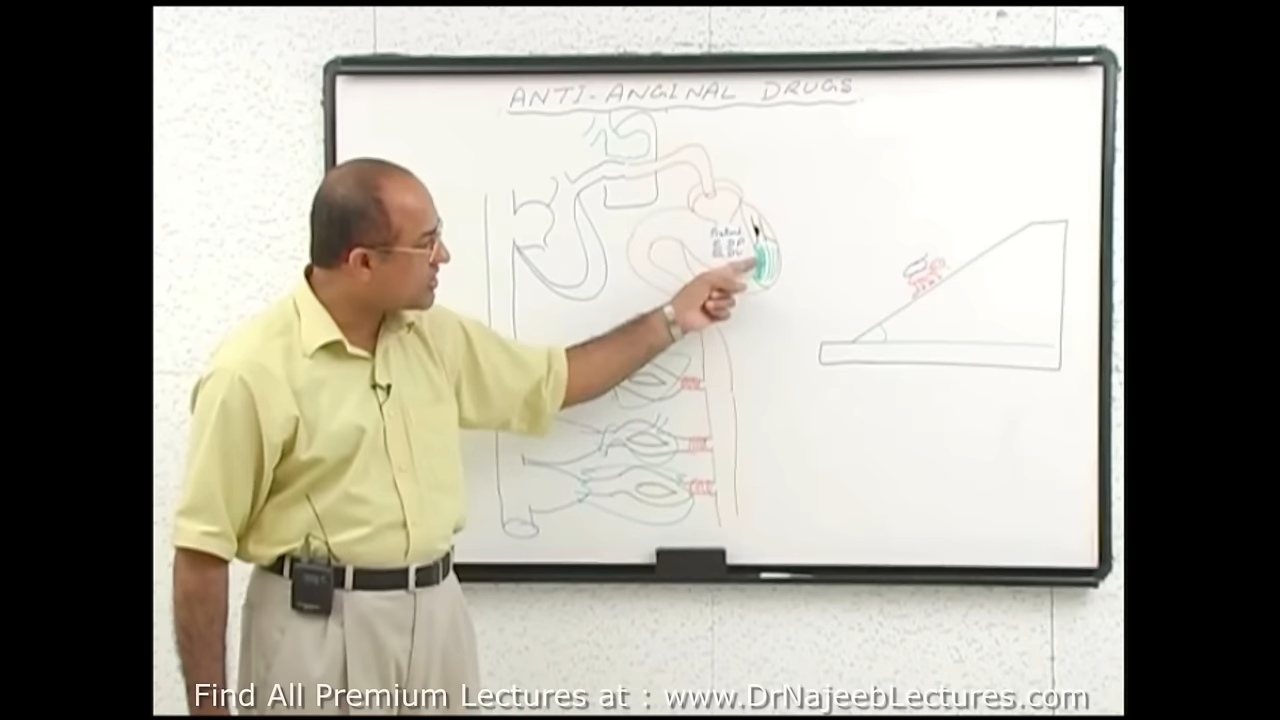 ANTI-ANGINAL DRUGS
Find All Premium Lectures at : www.DrNajeebLectures.com